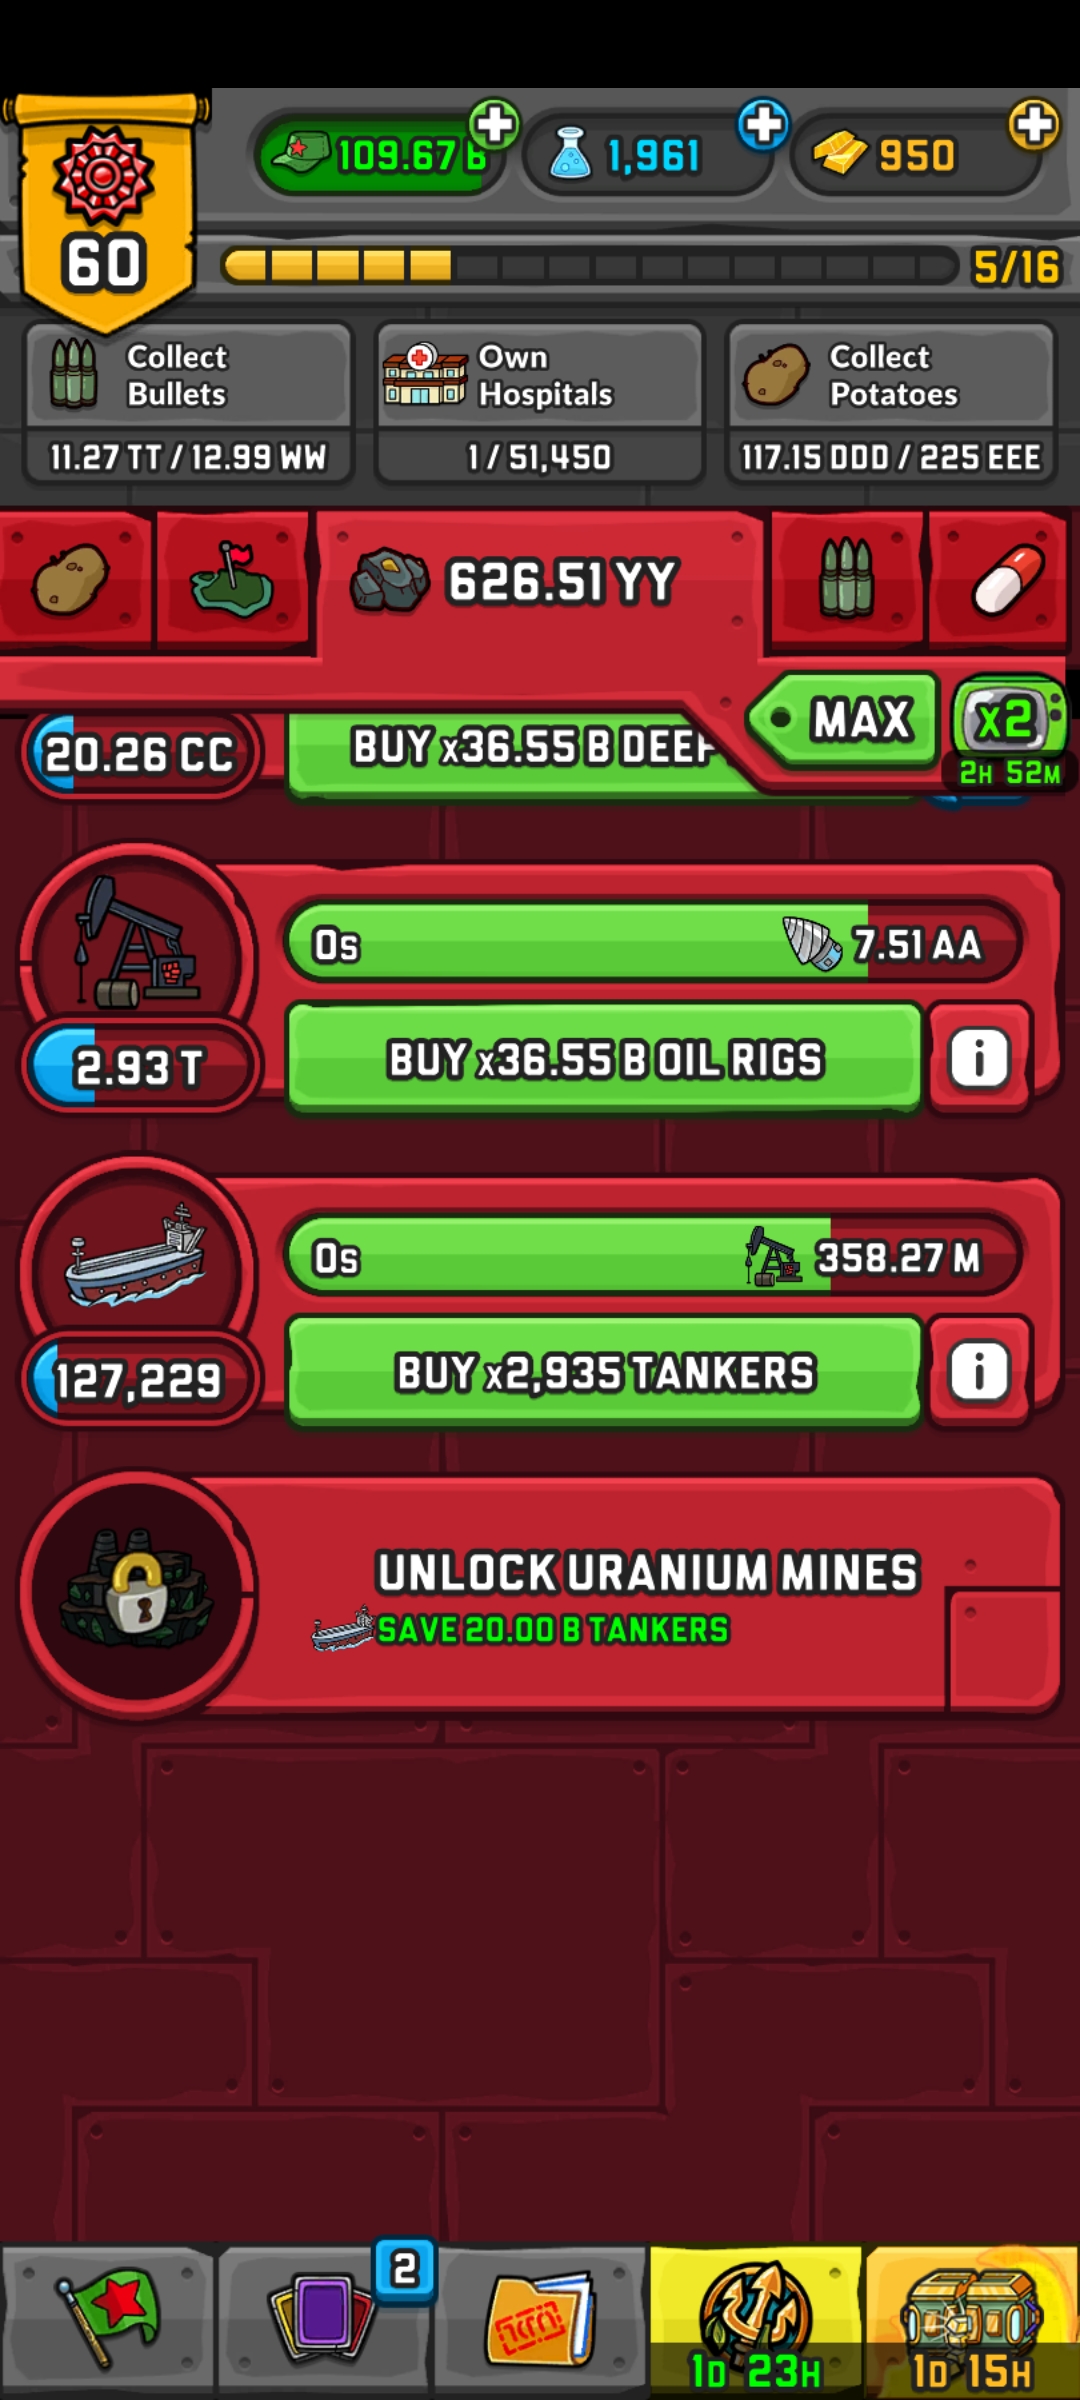 109.67 B
1,961
950
60
5/16
Collect
Bullets
Own
Hospitals
Collect
Potatoes
11.27 TT / 12.99 WW
1 / 51,450
117.15 DDD / 225 EEE
626.51 YY
MAX
x2
2H 52M
20.26 CC
BUY x36.55 B DEEP
0s
7.51 AA
2.93 T
BUY x36.55 B OIL RIGS
i
0s
358.27 M
127,229
BUY x2,935 TANKERS
i
UNLOCK URANIUM MINES
SAVE 20.00 B TANKERS
2
1D 23H
1D 15H